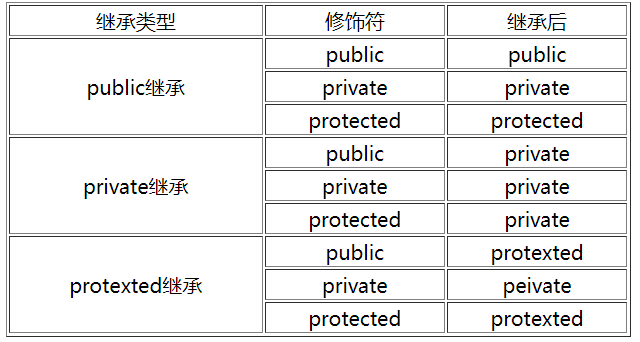 继承类型 修饰符 继承后
public public
public继承 private private
protected protected
public private
private继承 private private
protected private
public protexted
protexted继承 private peivate
protected protexted